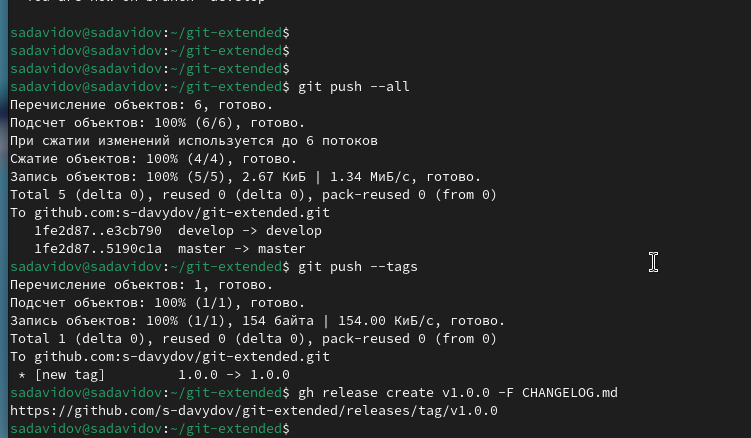 You are now on branch 'develop'
sadavidov@sadavidov:~/git-extended$
sadavidov@sadavidov:~/git-extended$
sadavidov@sadavidov:~/git-extended$
sadavidov@sadavidov:~/git-extended$ git push --all
Перечисление объектов: 6, готово.
Подсчет объектов: 100% (6/6), готово.
При сжатии изменений используется до 6 потоков
Сжатие объектов: 100% (4/4), готово.
Запись объектов: 100% (5/5), 2.67 КиБ | 1.34 МиБ/с, готово.
Total 5 (delta 0), reused 0 (delta 0), pack-reused 0 (from 0)
To github.com:s-davydov/git-extended.git
   1fe2d87..e3cb790  develop -> develop
   1fe2d87..5190c1a  master -> master
sadavidov@sadavidov:~/git-extended$ git push --tags
Перечисление объектов: 1, готово.
Подсчет объектов: 100% (1/1), готово.
Запись объектов: 100% (1/1), 154 байта | 154.00 КиБ/с, готово.
Total 1 (delta 0), reused 0 (delta 0), pack-reused 0 (from 0)
To github.com:s-davydov/git-extended.git
 * [new tag]         1.0.0 -> 1.0.0
sadavidov@sadavidov:~/git-extended$ gh release create v1.0.0 -F CHANGELOG.md
https://github.com/s-davydov/git-extended/releases/tag/v1.0.0
sadavidov@sadavidov:~/git-extended$